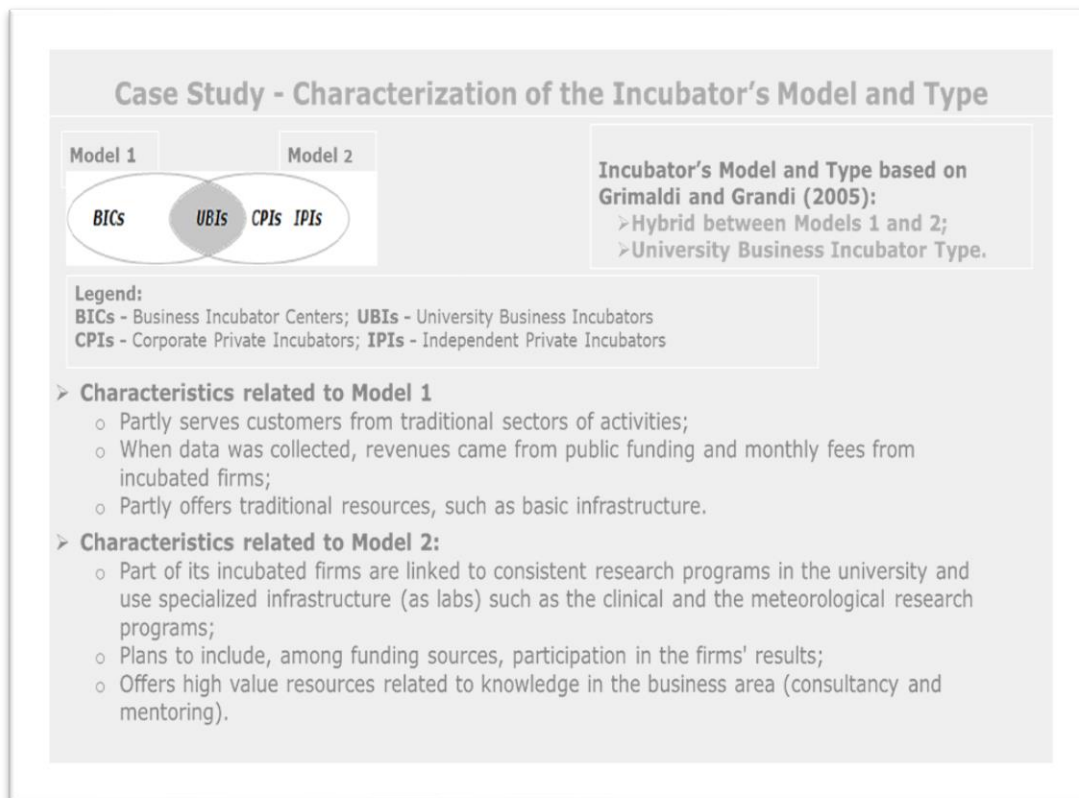 Case Study - Characterization of the Incubator's Model and Type
Model 1
Model 2
BICs
UBIs
CPIs
IPIs
Incubator's Model and Type based on
Grimaldi and Grandi (2005):
➢Hybrid between Models 1 and 2;
➢University Business Incubator Type.
Legend:
BICs - Business Incubator Centers; UBIs - University Business Incubators
CPIs - Corporate Private Incubators; IPIs - Independent Private Incubators
➢ Characteristics related to Model 1
o Partly serves customers from traditional sectors of activities;
o When data was collected, revenues came from public funding and monthly fees from
incubated firms;
o Partly offers traditional resources, such as basic infrastructure.
➢ Characteristics related to Model 2:
o Part of its incubated firms are linked to consistent research programs in the university and
use specialized infrastructure (as labs) such as the clinical and the meteorological research
programs;
o Plans to include, among funding sources, participation in the firms' results;
o Offers high value resources related to knowledge in the business area (consultancy and
mentoring).